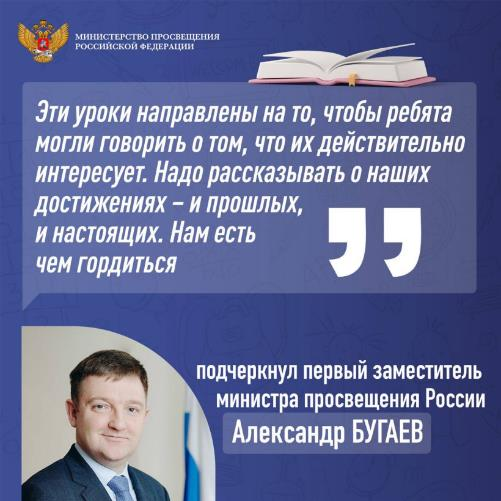 МИНИСТЕРСТВО ПРОСВЕЩЕНИЯ
РОССИЙСКОЙ ФЕДЕРАЦИИ
Эти уроки направлены на то, чтобы ребята
могли говорить о том, что их действительно
интересует. Надо рассказывать о наших
достижениях – и прошлых,
и настоящих. Нам есть
чем гордиться
”
подчеркнул первый заместитель
министра просвещения России
Александр БУГАЕВ